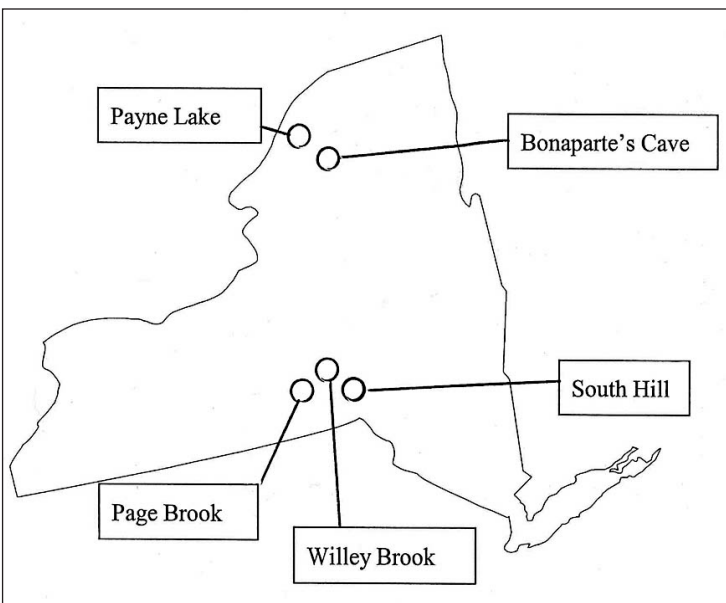 Payne Lake
Bonaparte's Cave
South Hill
Page Brook
Willey Brook